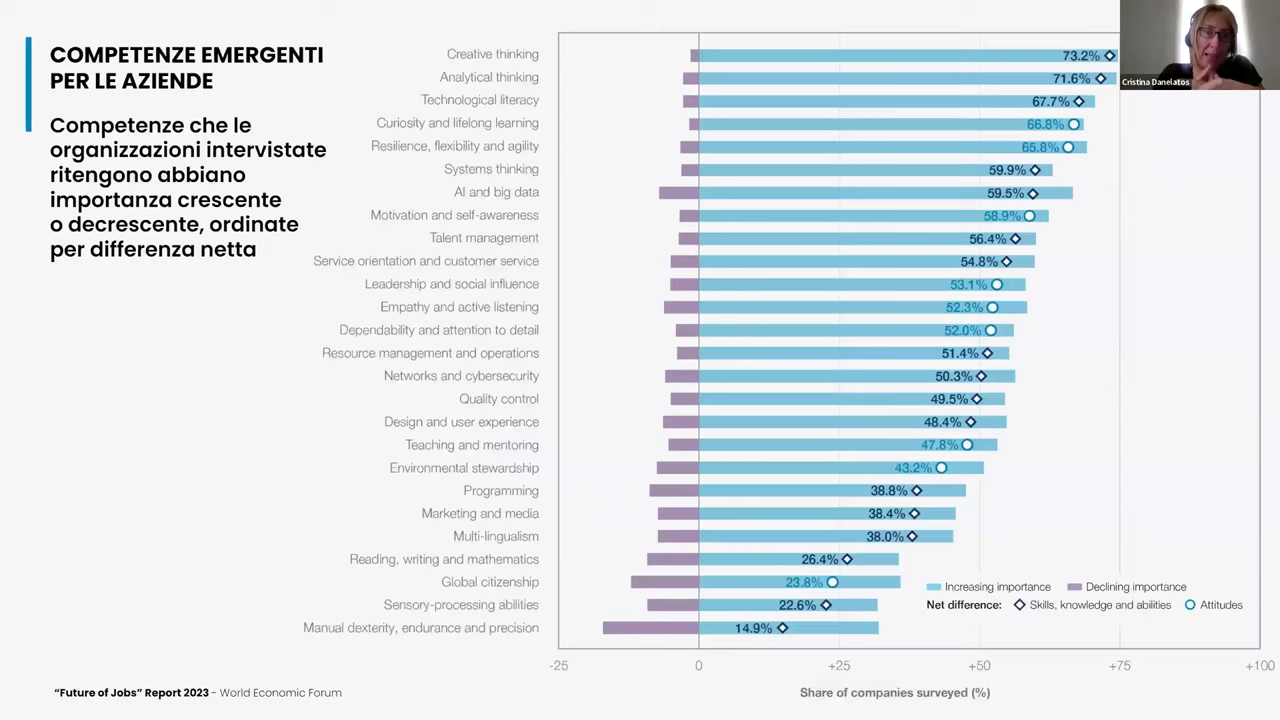 COMPETENZE EMERGENTI
PER LE AZIENDE
Competenze che le
organizzazioni intervistate
ritengono abbiano
importanza crescente
o decrescente, ordinate
per differenza netta
Creative thinking 73.2%
Analytical thinking 71.6%
Technological literacy 67.7%
Curiosity and lifelong learning 66.8%
Resilience, flexibility and agility 65.8%
Systems thinking 59.9%
AI and big data 59.5%
Motivation and self-awareness 58.9%
Talent management 56.4%
Service orientation and customer service 54.8%
Leadership and social influence 53.1%
Empathy and active listening 52.3%
Dependability and attention to detail 52.0%
Resource management and operations 51.4%
Networks and cybersecurity 50.3%
Quality control 49.5%
Design and user experience 48.4%
Teaching and mentoring 47.8%
Environmental stewardship 43.2%
Programming 38.8%
Marketing and media 38.4%
Multi-lingualism 38.0%
Reading, writing and mathematics 26.4%
Global citizenship 23.8%
Sensory-processing abilities 22.6%
Manual dexterity, endurance and precision 14.9%
Increasing importance Declining importance
Net difference: Skills, knowledge and abilities Attitudes
-25 0 +25 +50 +75 +100
Share of companies surveyed (%)
"Future of Jobs" Report 2023 - World Economic Forum
Cristina Danelatos